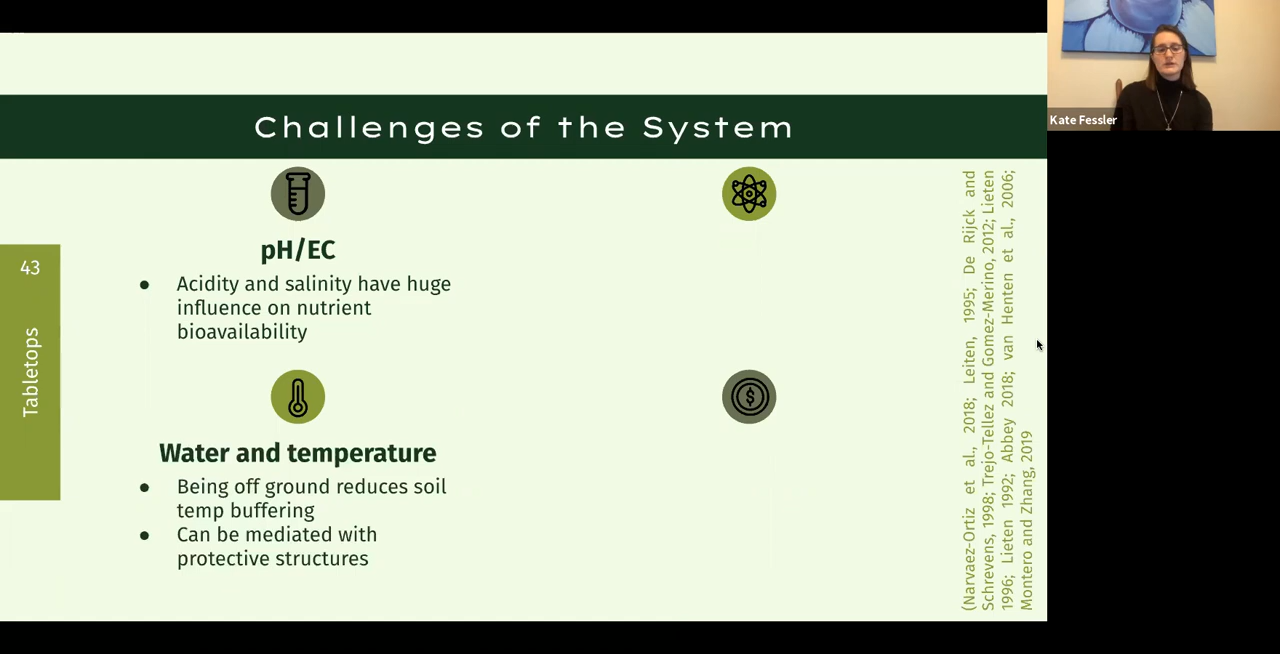 Challenges of the System
Kate Fessler
43
Tabletops
pH/EC
● Acidity and salinity have huge
influence on nutrient
bioavailability
Water and temperature
● Being off ground reduces soil
temp buffering
● Can be mediated with
protective structures
$
(Narvaez-Ortiz et al., 2018; Leiten, 1995; De Rijck and
Schrevens, 1998; Trejo-Tellez and Gomez-Merino, 2012; Lieten
1996; Lieten 1992; Abbey 2018; van Henten et al., 2006;
Montero and Zhang, 2019